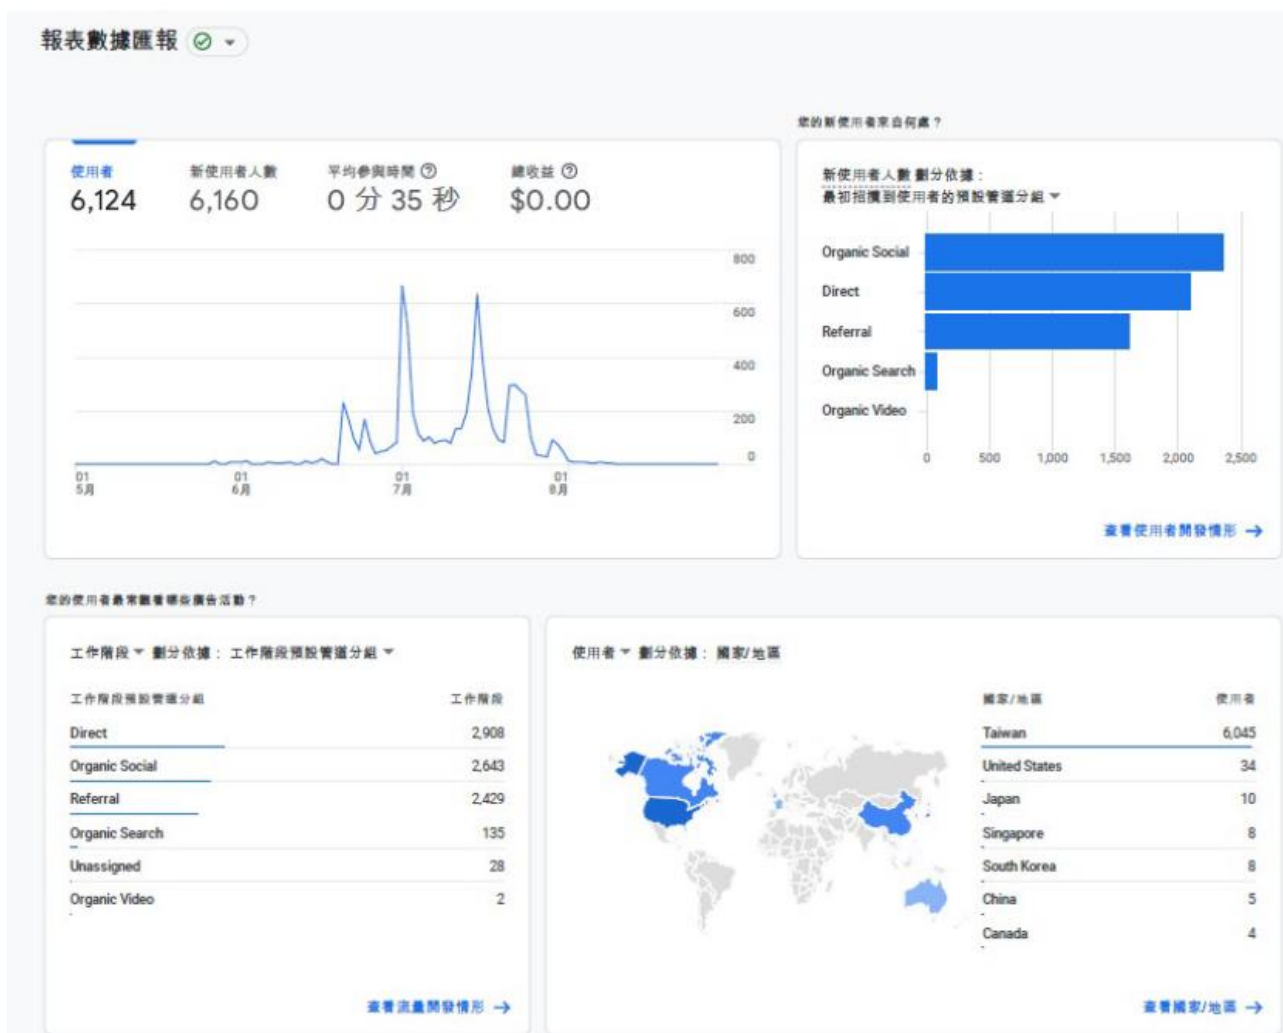 報表數據匯報
使用者 新使用者人數 平均參與時間 總收益
6,124 6,160 0 分 35 秒 $0.00
800
600
400
200
0
01 01 01 01
5月 6月 7月 8月
您的新使用者來自何處？
新使用者人數 劃分依據：
最初招攬到使用者的預設管道分組
Organic Social
Direct
Referral
Organic Search
Organic Video
0 500 1,000 1,500 2,000 2,500
查看使用者開發情形 →
您的使用者最常觀看哪些廣告活動？
工作階段 劃分依據： 工作階段預設管道分組
工作階段預設管道分組 工作階段
Direct 2,908
Organic Social 2,643
Referral 2,429
Organic Search 135
Unassigned 28
Organic Video 2
查看流量開發情形 →
使用者 劃分依據： 國家/地區
國家/地區 使用者
Taiwan 6,045
United States 34
Japan 10
Singapore 8
South Korea 8
China 5
Canada 4
查看國家/地區 →